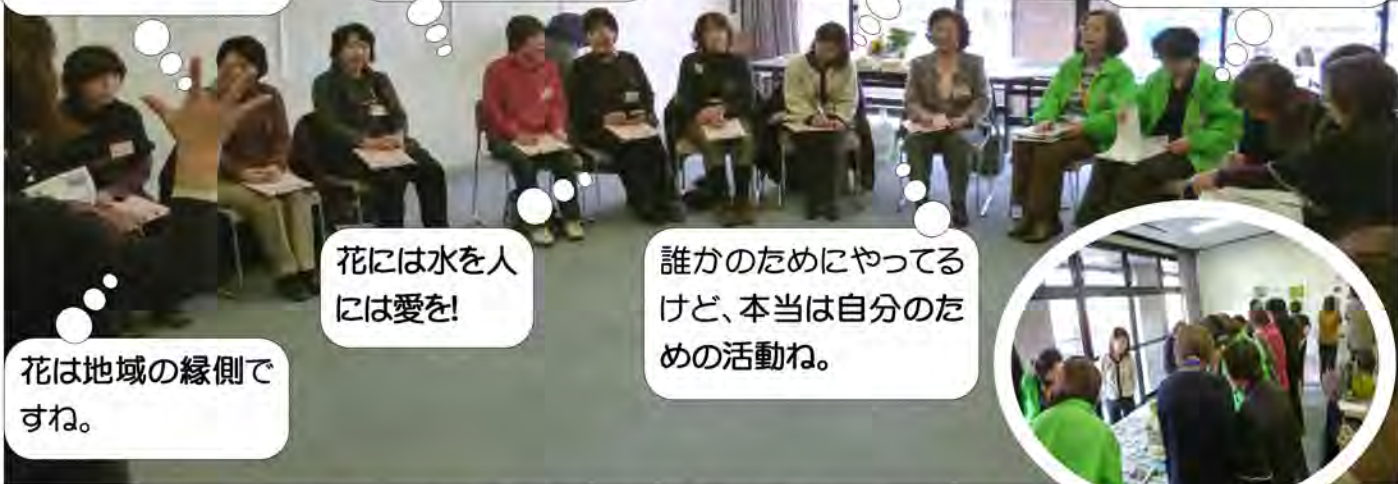 花は地域の縁側で
すね。
花には水を人
には愛を!
誰かのためにやってる
けど、本当は自分のた
めの活動ね。